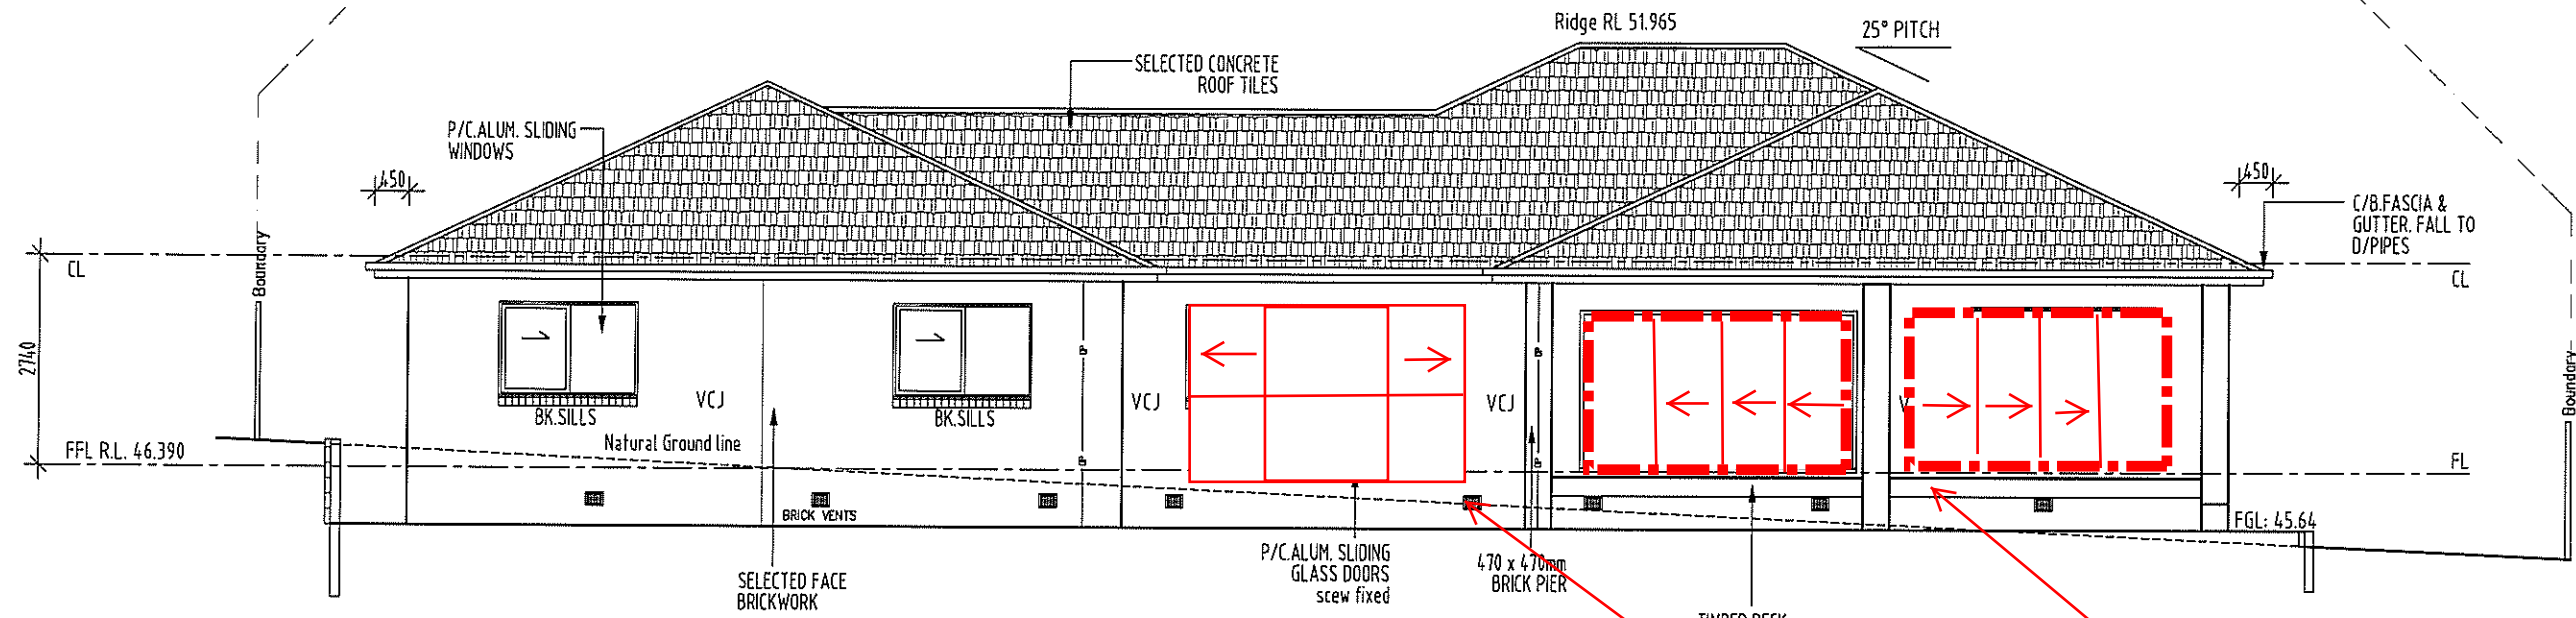 Ridge RL 51.965
25° PITCH
SELECTED CONCRETE
ROOF TILES
P/C.ALUM. SLIDING
WINDOWS
450
450
C/B.FASCIA &
GUTTER. FALL TO
D/PIPES
Boundary
CL
CL
2740
VCJ
VCJ
VCJ
V
B
B
B
B
BK.SILLS
BK.SILLS
Natural Ground line
FFL R.L. 46.390
FL
Boundary
BRICK VENTS
FGL: 45.64
P/C.ALUM. SLIDING
GLASS DOORS
scew fixed
470 x 470mm
BRICK PIER
SELECTED FACE
BRICKWORK
TIMBER DECK